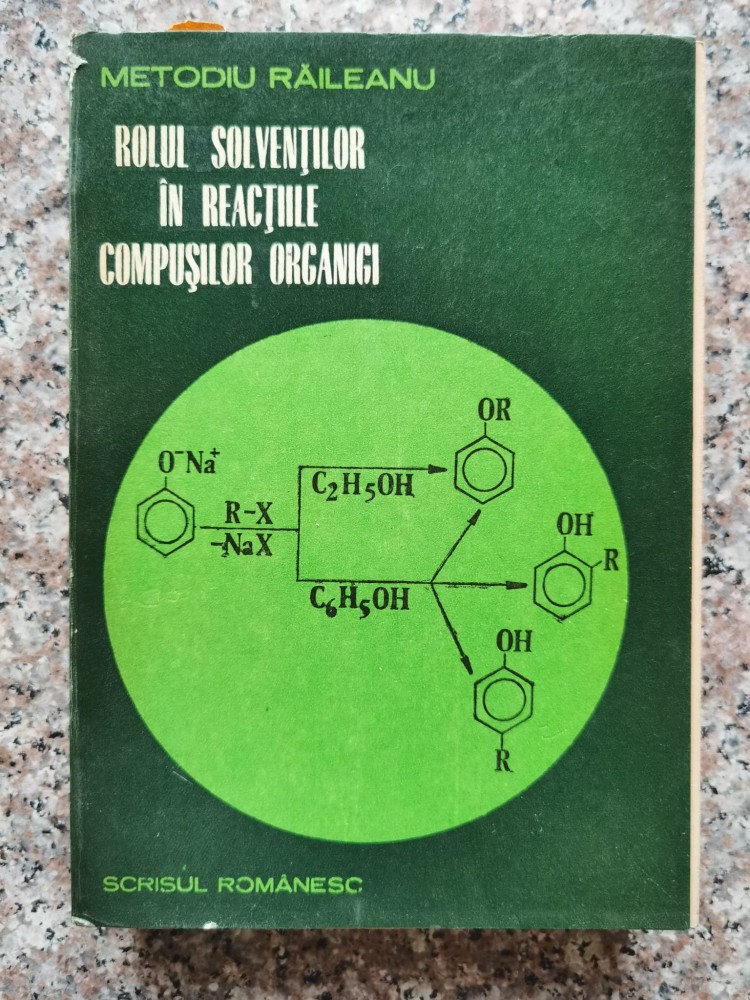 METODIU RĂILEANU
ROLUL SOLVENȚILOR
ÎN REACȚIILE
COMPUȘILOR ORGANICI
OR
O⁻Na⁺
C₂H₅OH
R-X
-NaX
OH
R
C₆H₅OH
OH
R
SCRISUL ROMÂNESC